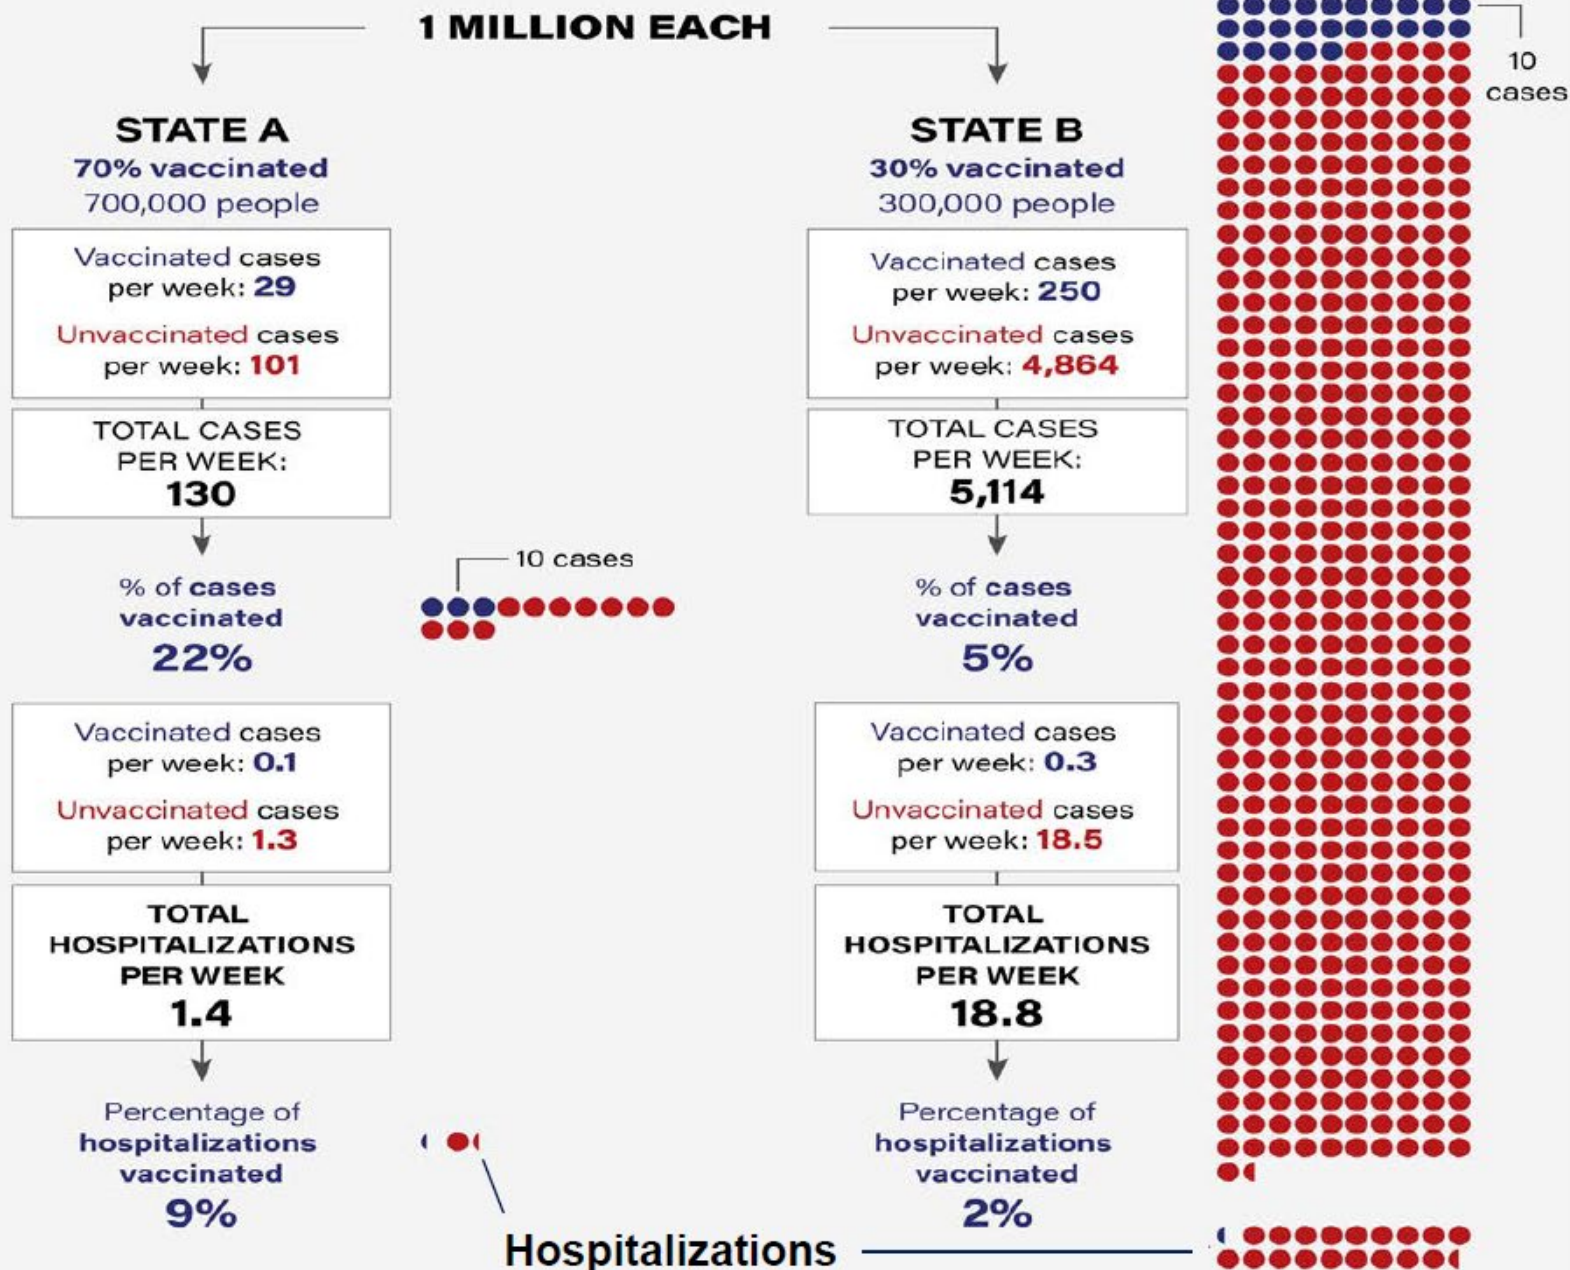 1 MILLION EACH
STATE A
70% vaccinated
700,000 people
Vaccinated cases
per week: 29
Unvaccinated cases
per week: 101
TOTAL CASES
PER WEEK:
130
% of cases
vaccinated
22%
10 cases
Vaccinated cases
per week: 0.1
Unvaccinated cases
per week: 1.3
TOTAL
HOSPITALIZATIONS
PER WEEK
1.4
Percentage of
hospitalizations
vaccinated
9%
STATE B
30% vaccinated
300,000 people
Vaccinated cases
per week: 250
Unvaccinated cases
per week: 4,864
TOTAL CASES
PER WEEK:
5,114
% of cases
vaccinated
5%
Vaccinated cases
per week: 0.3
Unvaccinated cases
per week: 18.5
TOTAL
HOSPITALIZATIONS
PER WEEK
18.8
Percentage of
hospitalizations
vaccinated
2%
10
cases
Hospitalizations